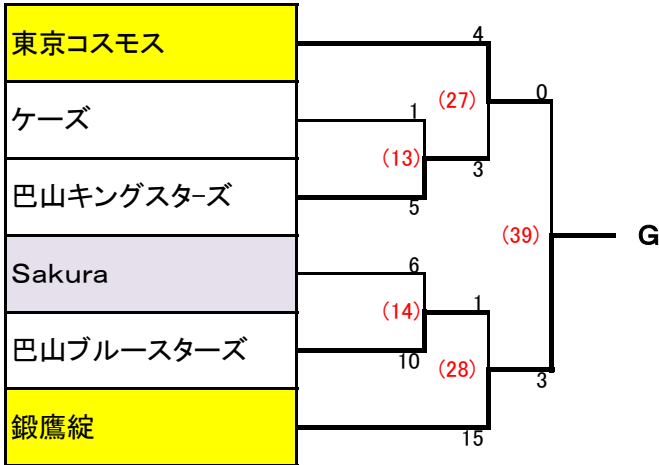 東京コスモス
4
0
ケーズ
1
(27)
(13)
3
巴山キングスターズ
5
(39)
G
Sakura
6
(14)
1
巴山ブルースターズ
10
(28)
3
鍛鷹綻
15